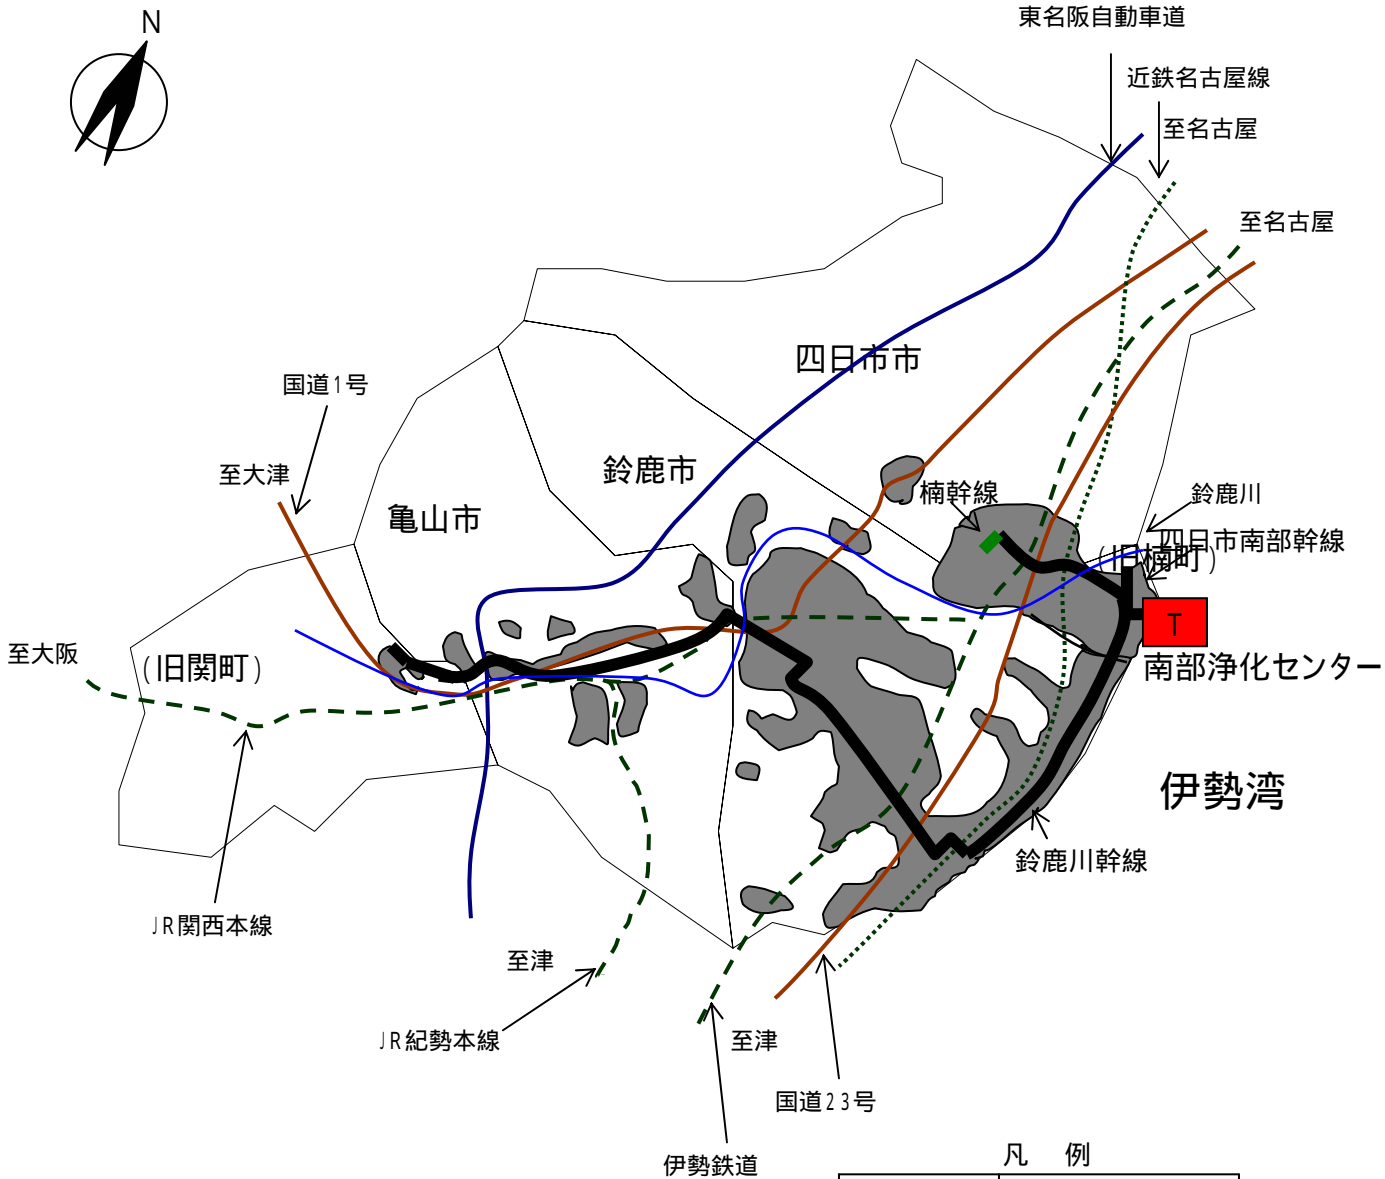 N
東名阪自動車道
近鉄名古屋線
至名古屋
至名古屋
四日市市
国道1号
鈴鹿市
至大津
亀山市
楠幹線
鈴鹿川
四日市南部幹線
(旧楠町)
T
至大阪
(旧関町)
南部浄化センター
伊勢湾
鈴鹿川幹線
JR関西本線
至津
JR紀勢本線
至津
国道23号
伊勢鉄道
凡 例